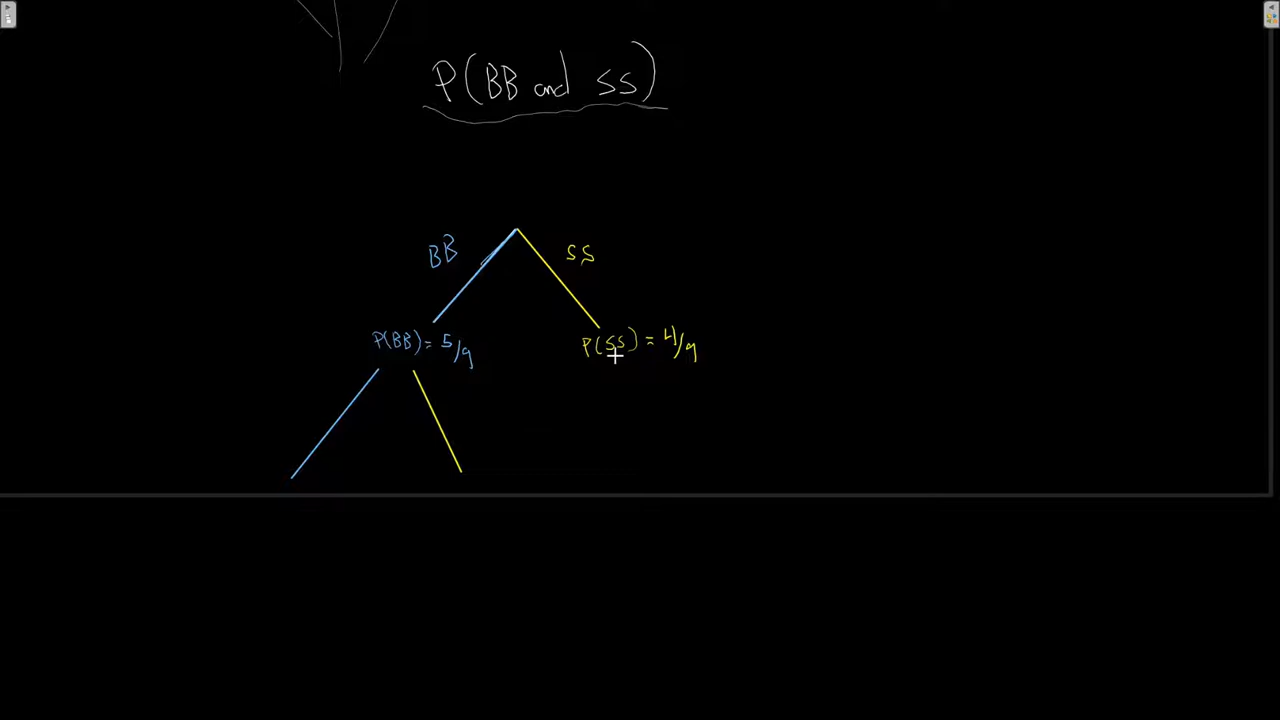 P(BB and SS)
BB
SS
P(BB) = 5/9
P(SS) = 4/9